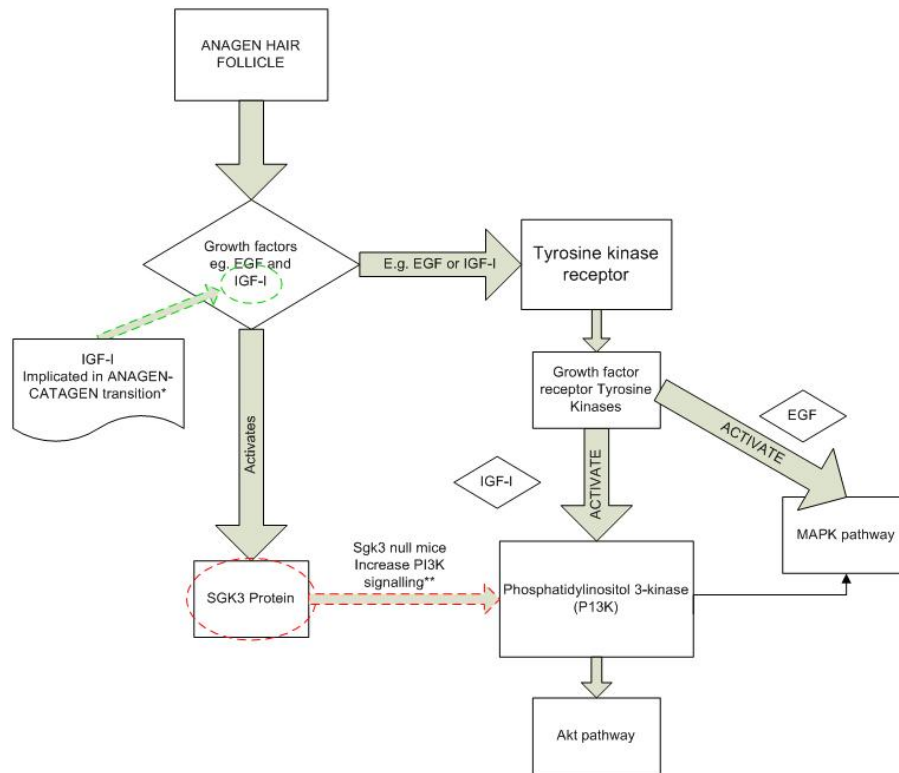 ANAGEN HAIR
FOLLICLE
Growth factors
eg. EGF and
IGF-I
E.g. EGF or IGF-I
Tyrosine kinase
receptor
IGF-I
Implicated in ANAGEN-
CATAGEN transition*
Growth factor
receptor Tyrosine
Kinases
EGF
ACTIVATE
Activates
IGF-I
ACTIVATE
MAPK pathway
Sgk3 null mice
Increase PI3K
signalling**
SGK3 Protein
Phosphatidylinositol 3-kinase
(P13K)
Akt pathway